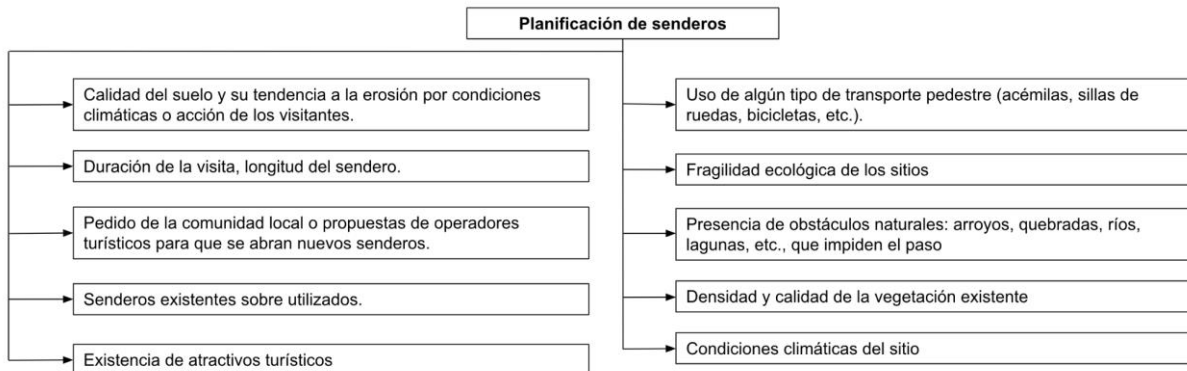 Planificación de senderos
Calidad del suelo y su tendencia a la erosión por condiciones
climáticas o acción de los visitantes.
Duración de la visita, longitud del sendero.
Pedido de la comunidad local o propuestas de operadores
turísticos para que se abran nuevos senderos.
Senderos existentes sobre utilizados.
Existencia de atractivos turísticos
Uso de algún tipo de transporte pedestre (acémilas, sillas de
ruedas, bicicletas, etc.).
Fragilidad ecológica de los sitios
Presencia de obstáculos naturales: arroyos, quebradas, ríos,
lagunas, etc., que impiden el paso
Densidad y calidad de la vegetación existente
Condiciones climáticas del sitio